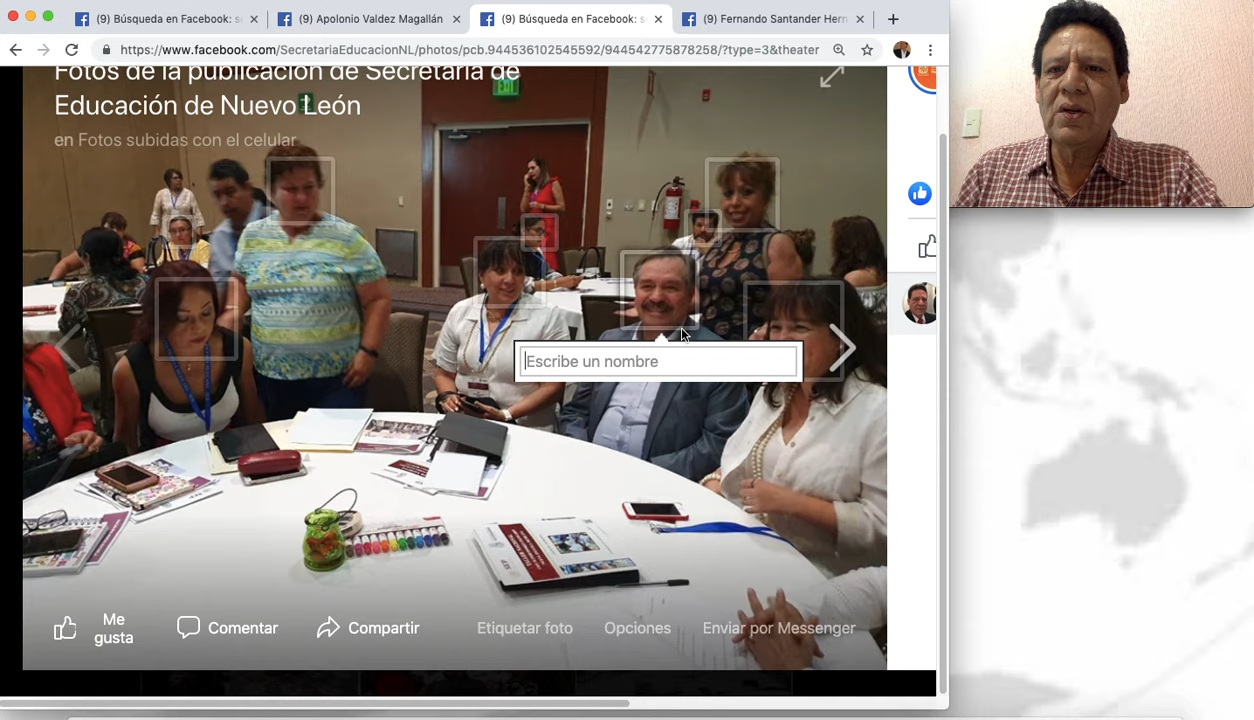 (9) Búsqueda en Facebook: s
(9) Apolonio Valdez Magallán
(9) Búsqueda en Facebook: s
(9) Fernando Santander Hern
https://www.facebook.com/SecretariaEducacionNL/photos/pcb.944536102545592/944542775878258/?type=3&theater
Fotos de la publicación de Secretaría de
Educación de Nuevo León
en Fotos subidas con el celular
EXIT
Escribe un nombre
SEP
Me
gusta
Comentar
Compartir
Etiquetar foto
Opciones
Enviar por Messenger